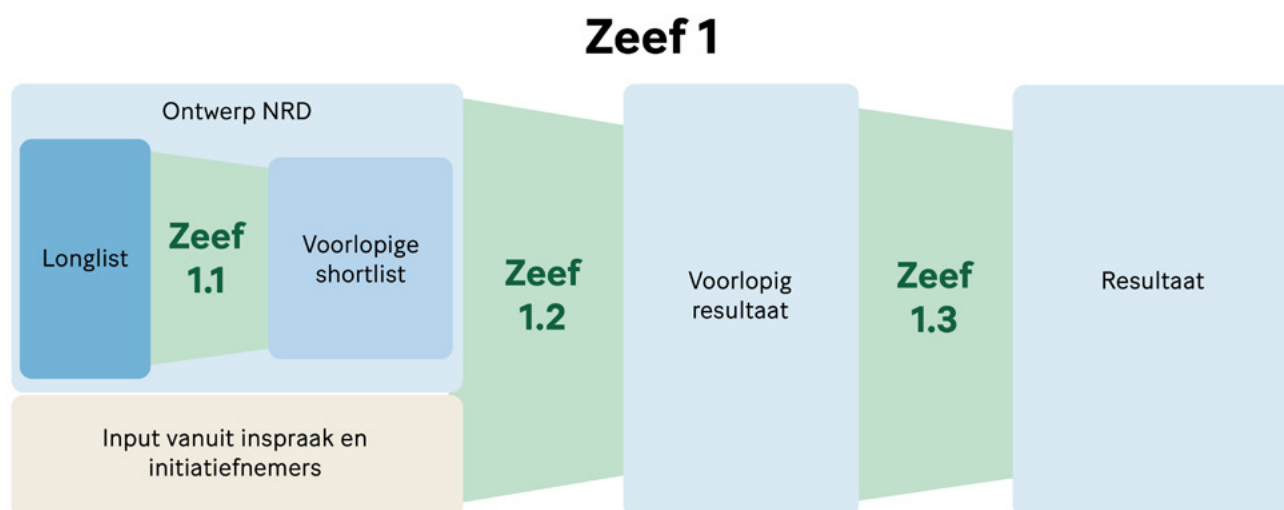 Zeef 1
Ontwerp NRD
Longlist
Zeef
1.1
Voorlopige
shortlist
Input vanuit inspraak en
initiatiefnemers
Zeef
1.2
Voorlopig
resultaat
Zeef
1.3
Resultaat